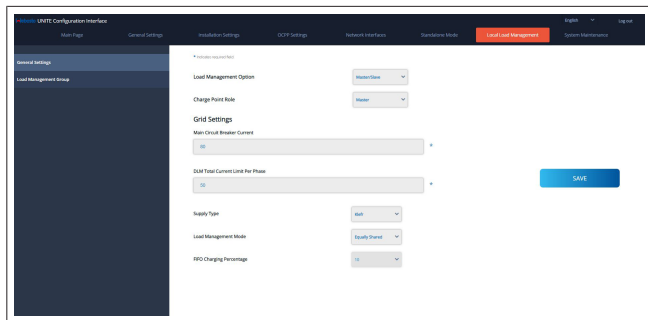 UNITE Configuration Interface
English
Log out
Main Page
General Settings
Installation Settings
OCPP Settings
Network Interfaces
Standalone Mode
Local Load Management
System Maintenance
General Settings
Load Management Group
Load Management Option
Master/Slave
Charge Point Role
Master
Grid Settings
Main Circuit Breaker Current
*
DLM Total Current Limit Per Phase
*
SAVE
Supply Type
Load Management Mode
Equally Shared
FIFO Charging Percentage